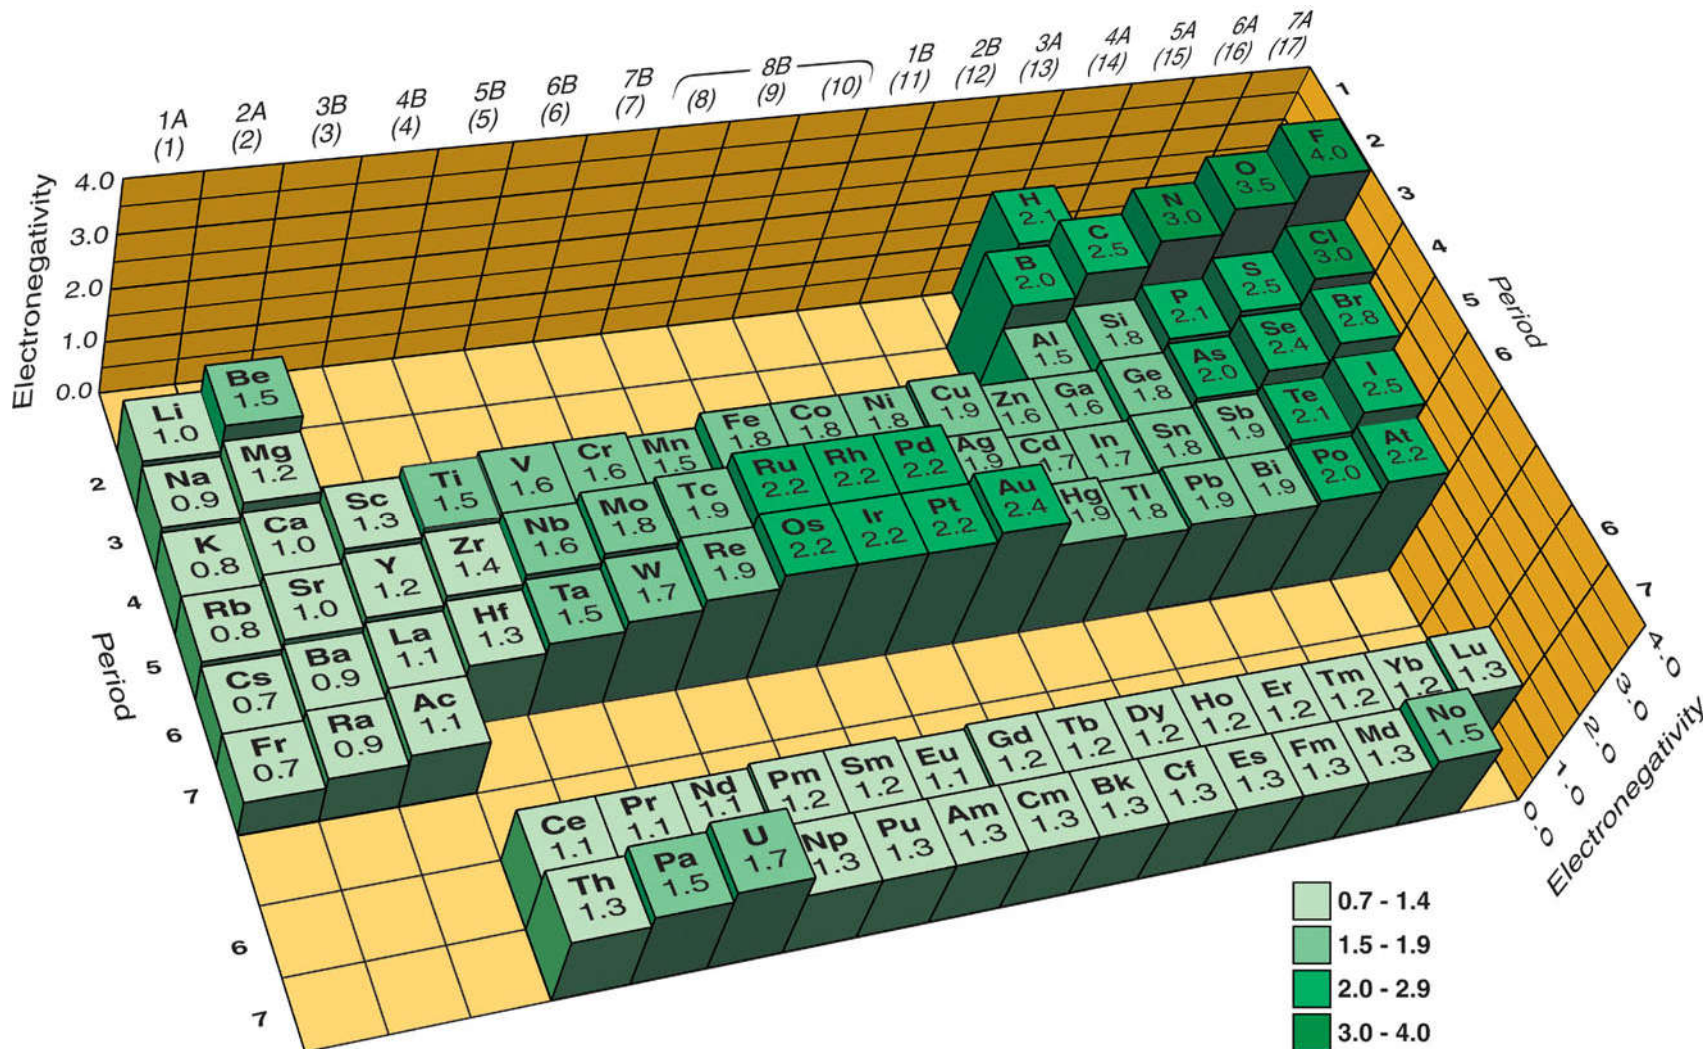 1A 2A 3B 4B 5B 6B 7B 8B 1B 2B 3A 4A 5A 6A 7A
(1) (2) (3) (4) (5) (6) (7) (8) (9) (10) (11) (12) (13) (14) (15) (16) (17)
Electronegativity
4.0
3.0
2.0
1.0
0.0
Period
2
3
4
5
6
7
6
7
Period
1
2
3
4
5
6
6
7
Electronegativity
4.0
3.0
2.0
1.0
0.0
H
2.1
Li
1.0
Be
1.5
B
2.0
C
2.5
N
3.0
O
3.5
F
4.0
Na
0.9
Mg
1.2
Al
1.5
Si
1.8
P
2.1
S
2.5
Cl
3.0
K
0.8
Ca
1.0
Sc
1.3
Ti
1.5
V
1.6
Cr
1.6
Mn
1.5
Fe
1.8
Co
1.8
Ni
1.8
Cu
1.9
Zn
1.6
Ga
1.6
Ge
1.8
As
2.0
Se
2.4
Br
2.8
Rb
0.8
Sr
1.0
Y
1.2
Zr
1.4
Nb
1.6
Mo
1.8
Tc
1.9
Ru
2.2
Rh
2.2
Pd
2.2
Ag
1.9
Cd
1.7
In
1.7
Sn
1.8
Sb
1.9
Te
2.1
I
2.5
Cs
0.7
Ba
0.9
La
1.1
Hf
1.3
Ta
1.5
W
1.7
Re
1.9
Os
2.2
Ir
2.2
Pt
2.2
Au
2.4
Hg
1.9
Tl
1.8
Pb
1.9
Bi
1.9
Po
2.0
At
2.2
Fr
0.7
Ra
0.9
Ac
1.1
Ce
1.1
Pr
1.1
Nd
1.1
Pm
1.2
Sm
1.2
Eu
1.1
Gd
1.2
Tb
1.2
Dy
1.2
Ho
1.2
Er
1.2
Tm
1.2
Yb
1.2
Lu
1.3
Th
1.3
Pa
1.5
U
1.7
Np
1.3
Pu
1.3
Am
1.3
Cm
1.3
Bk
1.3
Cf
1.3
Es
1.3
Fm
1.3
Md
1.3
No
1.5
0.7 - 1.4
1.5 - 1.9
2.0 - 2.9
3.0 - 4.0